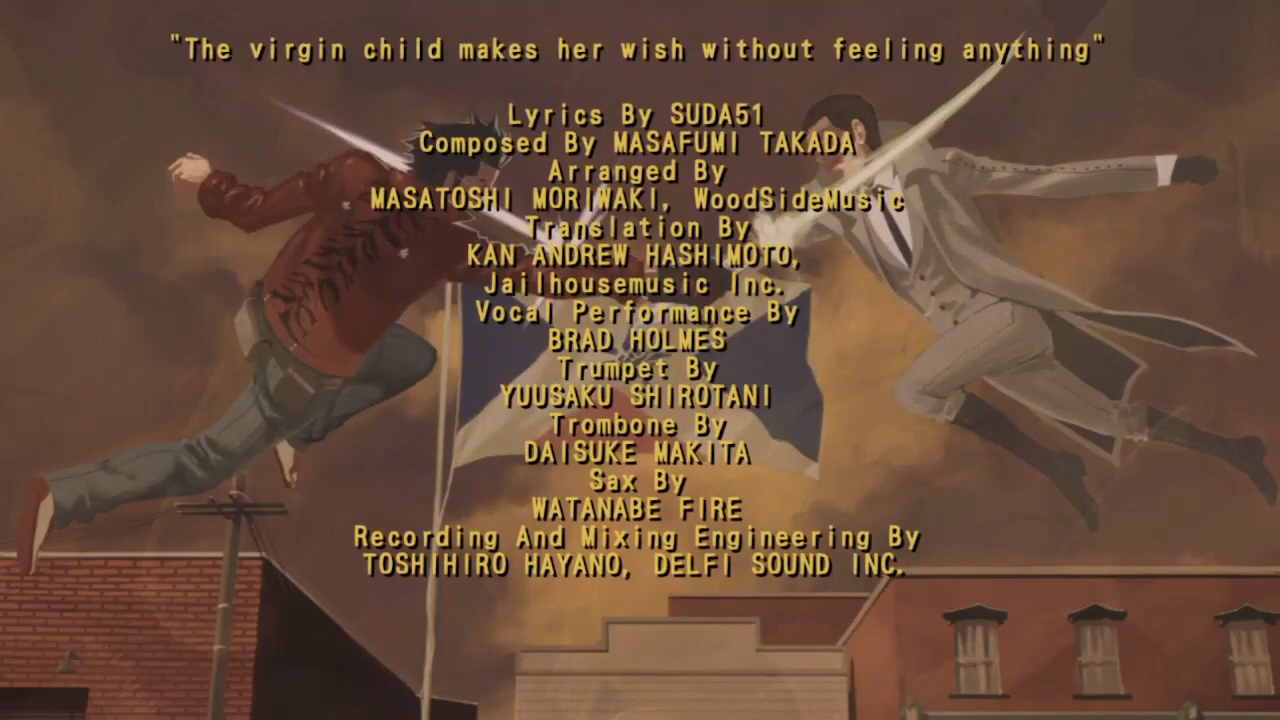 "The virgin child makes her wish without feeling anything"
Lyrics By SUDA51
Composed By MASAFUMI TAKADA
Arranged By
MASATOSHI MORIWAKI, WoodSideMusic
Translation By
KAN ANDREW HASHIMOTO,
Jailhousemusic Inc.
Vocal Performance By
BRAD HOLMES
Trumpet By
YUUSAKU SHIROTANI
Trombone By
DAISUKE MAKITA
Sax By
WATANABE FIRE
Recording And Mixing Engineering By
TOSHIHIRO HAYANO, DELFI SOUND INC.